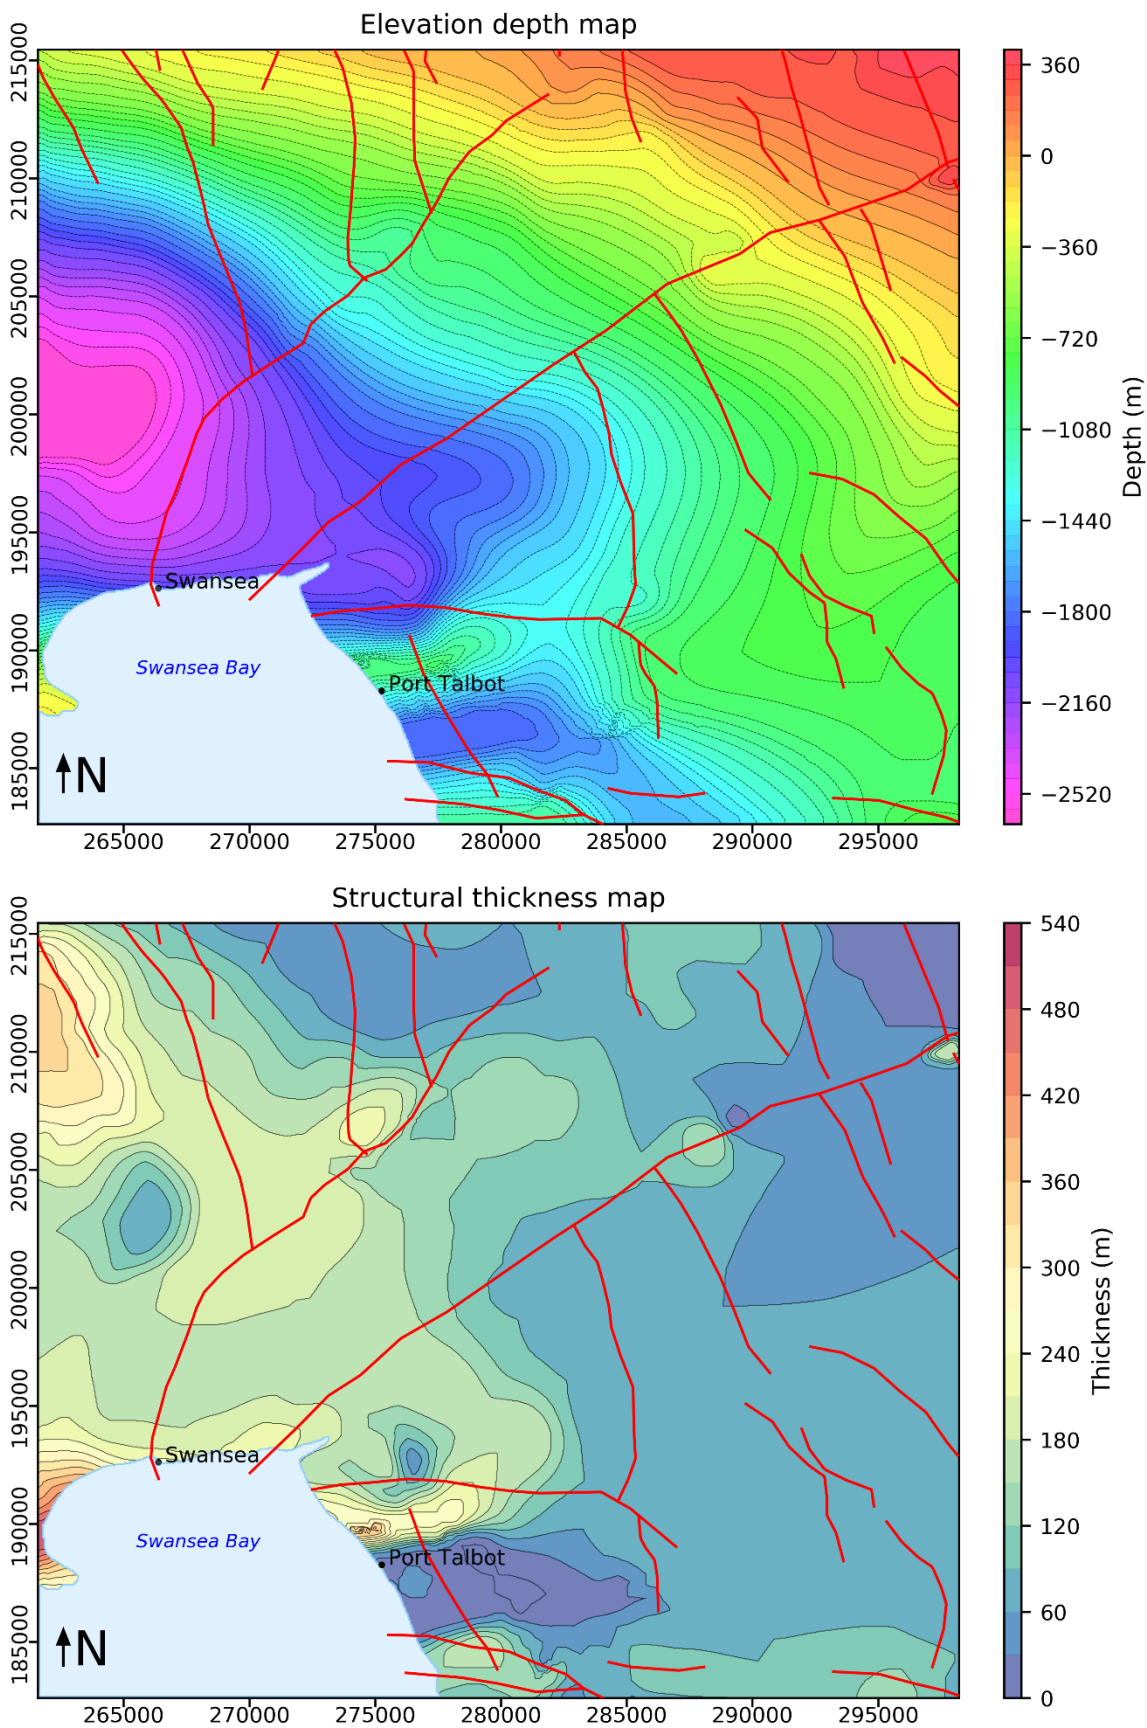 Elevation depth map
215000
210000
205000
200000
195000
190000
185000
Swansea
Swansea Bay
Port Talbot
N
265000 270000 275000 280000 285000 290000 295000
360
0
−360
−720
−1080
−1440
−1800
−2160
−2520
Depth (m)
Structural thickness map
215000
210000
205000
200000
195000
190000
185000
Swansea
Swansea Bay
Port Talbot
N
265000 270000 275000 280000 285000 290000 295000
540
480
420
360
300
240
180
120
60
0
Thickness (m)